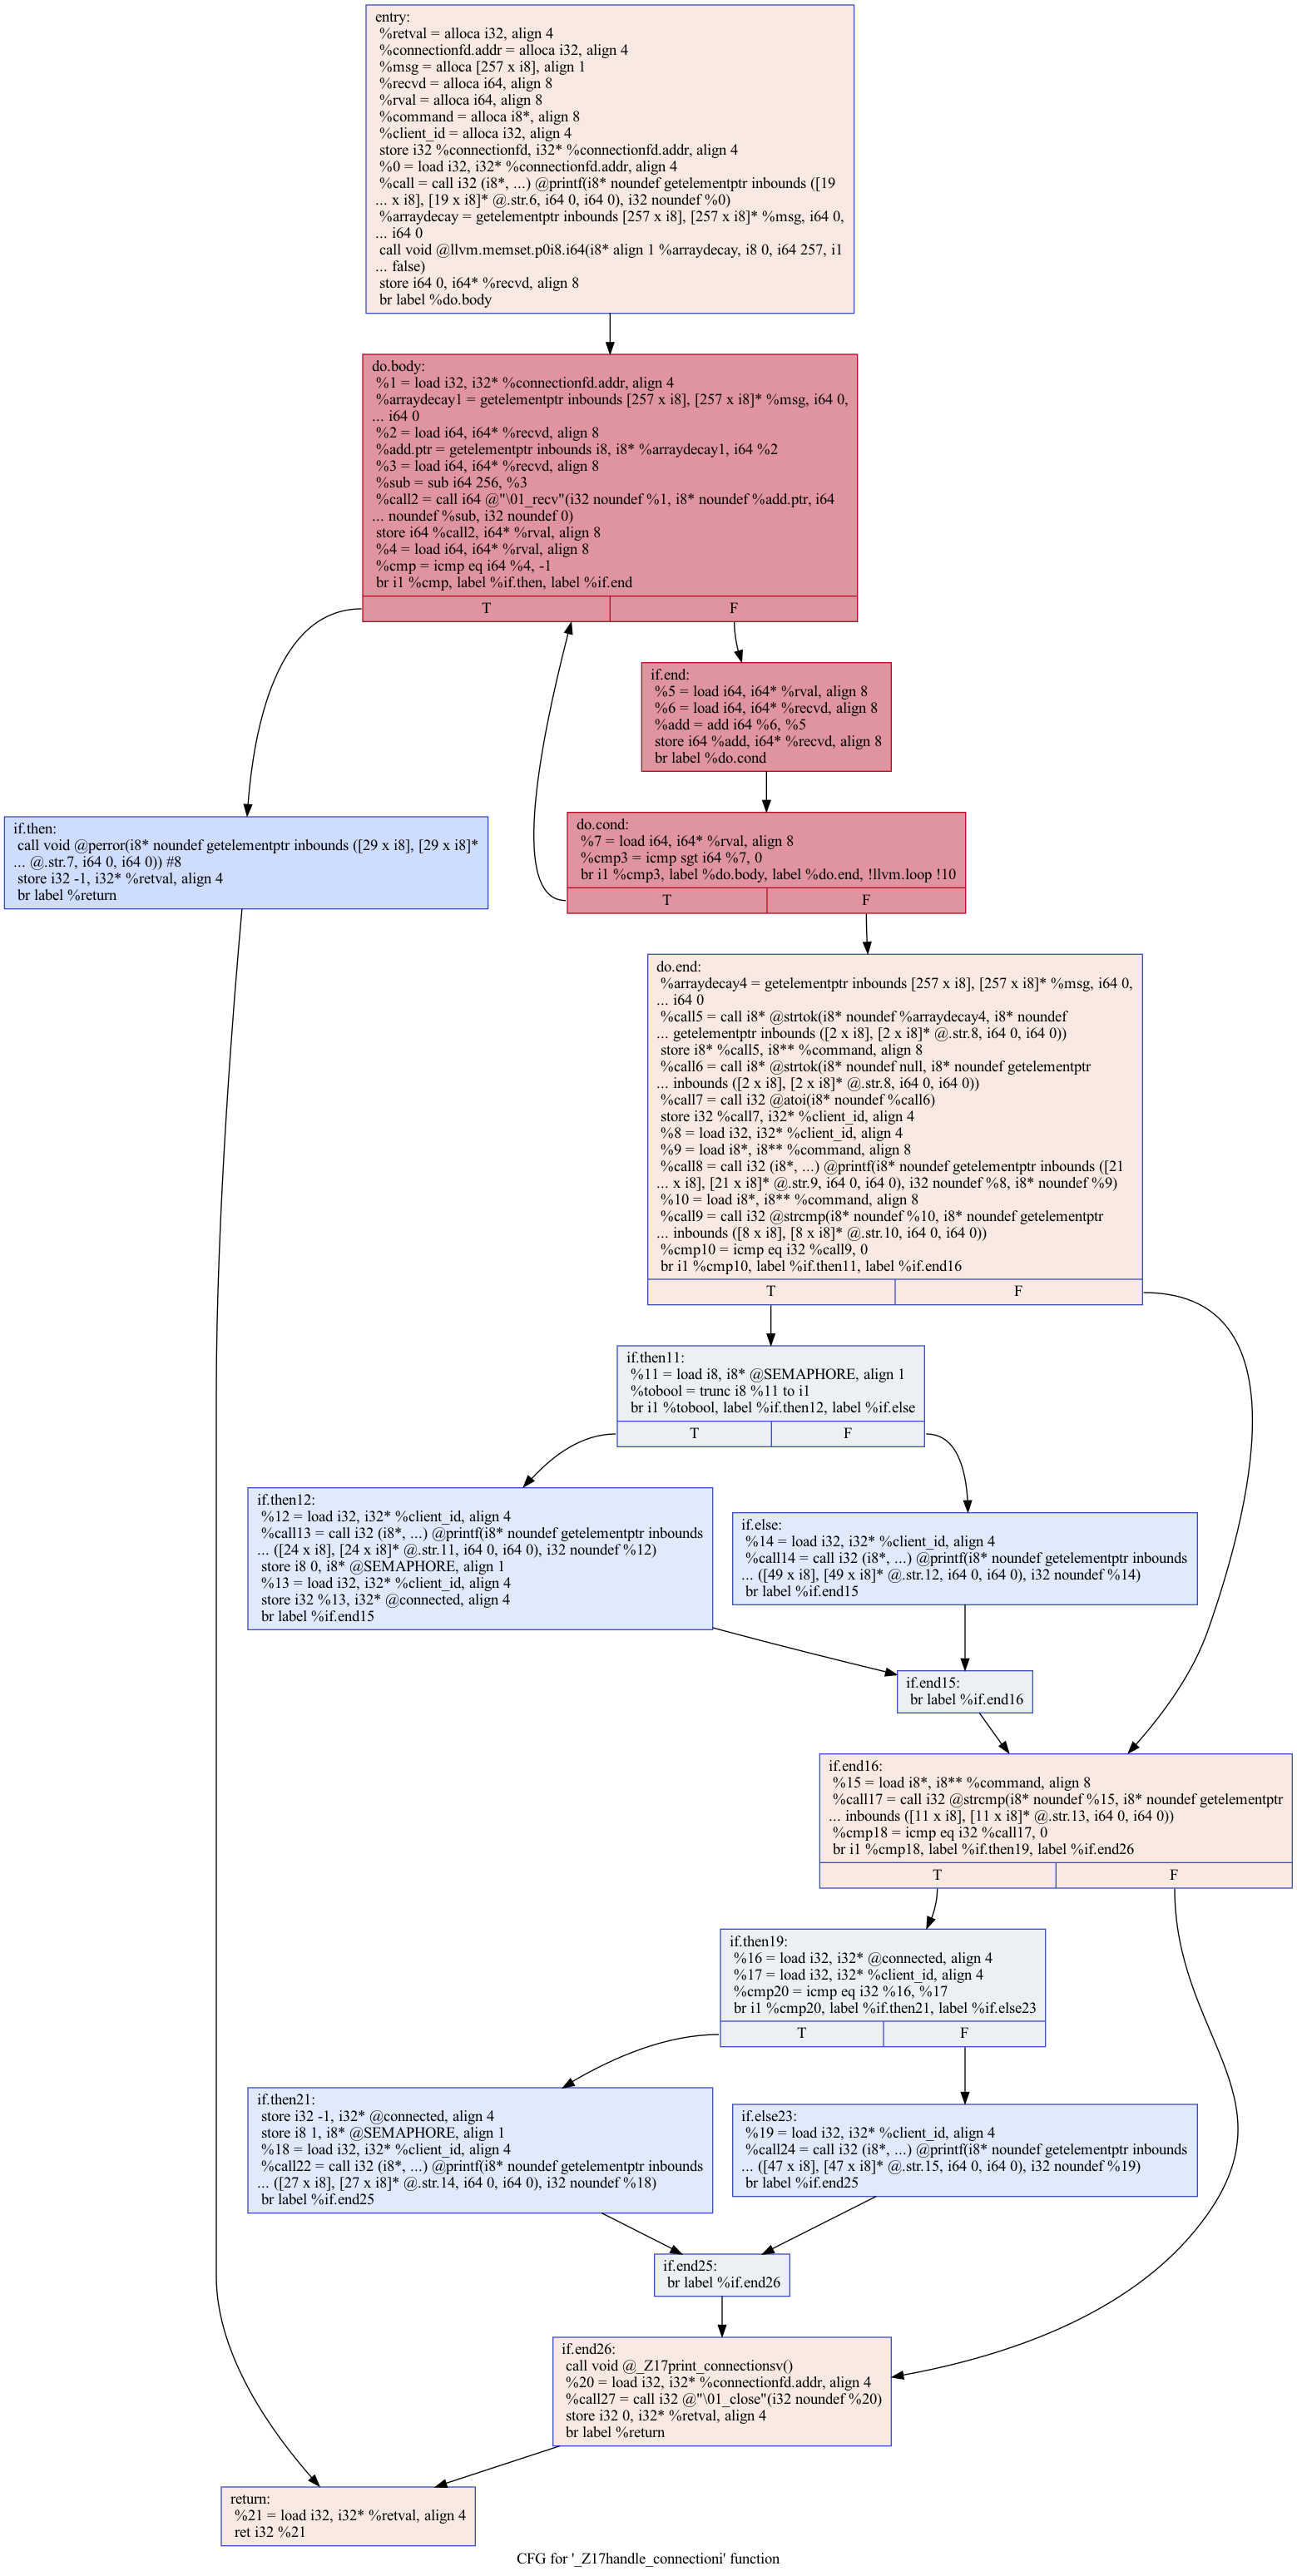 entry:
%retval = alloca i32, align 4
%connectionfd.addr = alloca i32, align 4
%msg = alloca [257 x i8], align 1
%recvd = alloca i64, align 8
%rval = alloca i64, align 8
%command = alloca i8*, align 8
%client_id = alloca i32, align 4
store i32 %connectionfd, i32* %connectionfd.addr, align 4
%0 = load i32, i32* %connectionfd.addr, align 4
%call = call i32 (i8*, ...) @printf(i8* noundef getelementptr inbounds ([19
... x i8], [19 x i8]* @.str.6, i64 0, i64 0), i32 noundef %0)
%arraydecay = getelementptr inbounds [257 x i8], [257 x i8]* %msg, i64 0,
... i64 0
call void @llvm.memset.p0i8.i64(i8* align 1 %arraydecay, i8 0, i64 257, i1
... false)
store i64 0, i64* %recvd, align 8
br label %do.body
do.body:
%1 = load i32, i32* %connectionfd.addr, align 4
%arraydecay1 = getelementptr inbounds [257 x i8], [257 x i8]* %msg, i64 0,
... i64 0
%2 = load i64, i64* %recvd, align 8
%add.ptr = getelementptr inbounds i8, i8* %arraydecay1, i64 %2
%3 = load i64, i64* %recvd, align 8
%sub = sub i64 256, %3
%call2 = call i64 @"\01_recv"(i32 noundef %1, i8* noundef %add.ptr, i64
... noundef %sub, i32 noundef 0)
store i64 %call2, i64* %rval, align 8
%4 = load i64, i64* %rval, align 8
%cmp = icmp eq i64 %4, -1
br i1 %cmp, label %if.then, label %if.end
T F
if.end:
%5 = load i64, i64* %rval, align 8
%6 = load i64, i64* %recvd, align 8
%add = add i64 %6, %5
store i64 %add, i64* %recvd, align 8
br label %do.cond
if.then:
call void @perror(i8* noundef getelementptr inbounds ([29 x i8], [29 x i8]*
... @.str.7, i64 0, i64 0)) #8
store i32 -1, i32* %retval, align 4
br label %return
do.cond:
%7 = load i64, i64* %rval, align 8
%cmp3 = icmp sgt i64 %7, 0
br i1 %cmp3, label %do.body, label %do.end, !llvm.loop !10
T F
do.end:
%arraydecay4 = getelementptr inbounds [257 x i8], [257 x i8]* %msg, i64 0,
... i64 0
%call5 = call i8* @strtok(i8* noundef %arraydecay4, i8* noundef
... getelementptr inbounds ([2 x i8], [2 x i8]* @.str.8, i64 0, i64 0))
store i8* %call5, i8** %command, align 8
%call6 = call i8* @strtok(i8* noundef null, i8* noundef getelementptr
... inbounds ([2 x i8], [2 x i8]* @.str.8, i64 0, i64 0))
%call7 = call i32 @atoi(i8* noundef %call6)
store i32 %call7, i32* %client_id, align 4
%8 = load i32, i32* %client_id, align 4
%9 = load i8*, i8** %command, align 8
%call8 = call i32 (i8*, ...) @printf(i8* noundef getelementptr inbounds ([21
... x i8], [21 x i8]* @.str.9, i64 0, i64 0), i32 noundef %8, i8* noundef %9)
%10 = load i8*, i8** %command, align 8
%call9 = call i32 @strcmp(i8* noundef %10, i8* noundef getelementptr
... inbounds ([8 x i8], [8 x i8]* @.str.10, i64 0, i64 0))
%cmp10 = icmp eq i32 %call9, 0
br i1 %cmp10, label %if.then11, label %if.end16
T F
if.then11:
%11 = load i8, i8* @SEMAPHORE, align 1
%tobool = trunc i8 %11 to i1
br i1 %tobool, label %if.then12, label %if.else
T F
if.then12:
%12 = load i32, i32* %client_id, align 4
%call13 = call i32 (i8*, ...) @printf(i8* noundef getelementptr inbounds
... ([24 x i8], [24 x i8]* @.str.11, i64 0, i64 0), i32 noundef %12)
store i8 0, i8* @SEMAPHORE, align 1
%13 = load i32, i32* %client_id, align 4
store i32 %13, i32* @connected, align 4
br label %if.end15
if.else:
%14 = load i32, i32* %client_id, align 4
%call14 = call i32 (i8*, ...) @printf(i8* noundef getelementptr inbounds
... ([49 x i8], [49 x i8]* @.str.12, i64 0, i64 0), i32 noundef %14)
br label %if.end15
if.end15:
br label %if.end16
if.end16:
%15 = load i8*, i8** %command, align 8
%call17 = call i32 @strcmp(i8* noundef %15, i8* noundef getelementptr
... inbounds ([11 x i8], [11 x i8]* @.str.13, i64 0, i64 0))
%cmp18 = icmp eq i32 %call17, 0
br i1 %cmp18, label %if.then19, label %if.end26
T F
if.then19:
%16 = load i32, i32* @connected, align 4
%17 = load i32, i32* %client_id, align 4
%cmp20 = icmp eq i32 %16, %17
br i1 %cmp20, label %if.then21, label %if.else23
T F
if.then21:
store i32 -1, i32* @connected, align 4
store i8 1, i8* @SEMAPHORE, align 1
%18 = load i32, i32* %client_id, align 4
%call22 = call i32 (i8*, ...) @printf(i8* noundef getelementptr inbounds
... ([27 x i8], [27 x i8]* @.str.14, i64 0, i64 0), i32 noundef %18)
br label %if.end25
if.else23:
%19 = load i32, i32* %client_id, align 4
%call24 = call i32 (i8*, ...) @printf(i8* noundef getelementptr inbounds
... ([47 x i8], [47 x i8]* @.str.15, i64 0, i64 0), i32 noundef %19)
br label %if.end25
if.end25:
br label %if.end26
if.end26:
call void @_Z17print_connectionsv()
%20 = load i32, i32* %connectionfd.addr, align 4
%call27 = call i32 @"\01_close"(i32 noundef %20)
store i32 0, i32* %retval, align 4
br label %return
return:
%21 = load i32, i32* %retval, align 4
ret i32 %21
CFG for '_Z17handle_connectioni' function